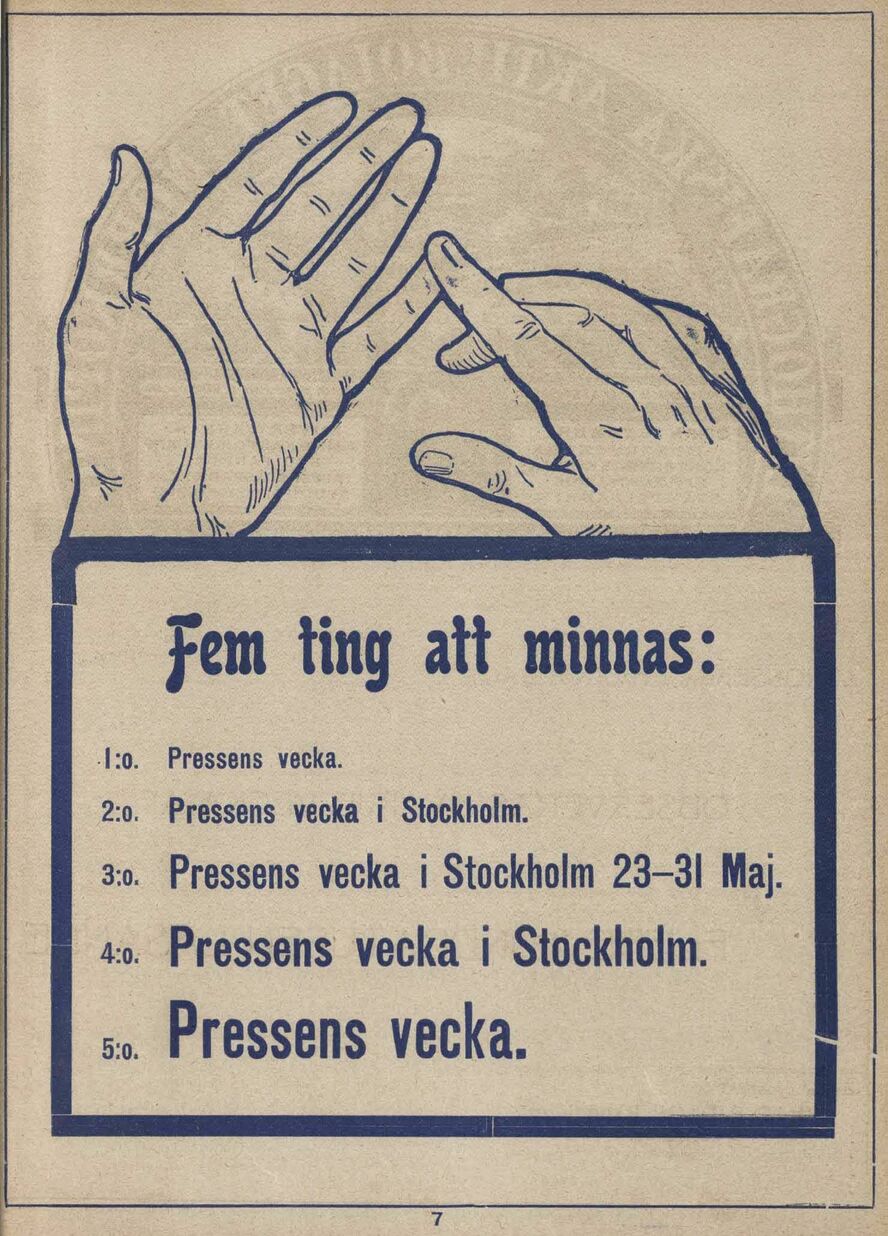 Fem ting att minnas:
1:o. Pressens vecka.
2:o. Pressens vecka i Stockholm.
3:o. Pressens vecka i Stockholm 23–31 Maj.
4:o. Pressens vecka i Stockholm.
5:o. Pressens vecka.
7